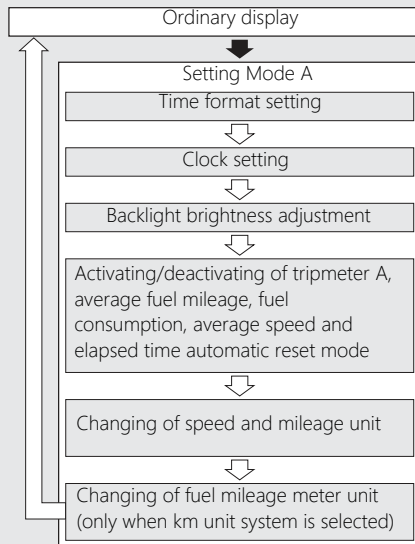 Ordinary display
Setting Mode A
Time format setting
Clock setting
Backlight brightness adjustment
Activating/deactivating of tripmeter A,
average fuel mileage, fuel
consumption, average speed and
elapsed time automatic reset mode
Changing of speed and mileage unit
Changing of fuel mileage meter unit
(only when km unit system is selected)